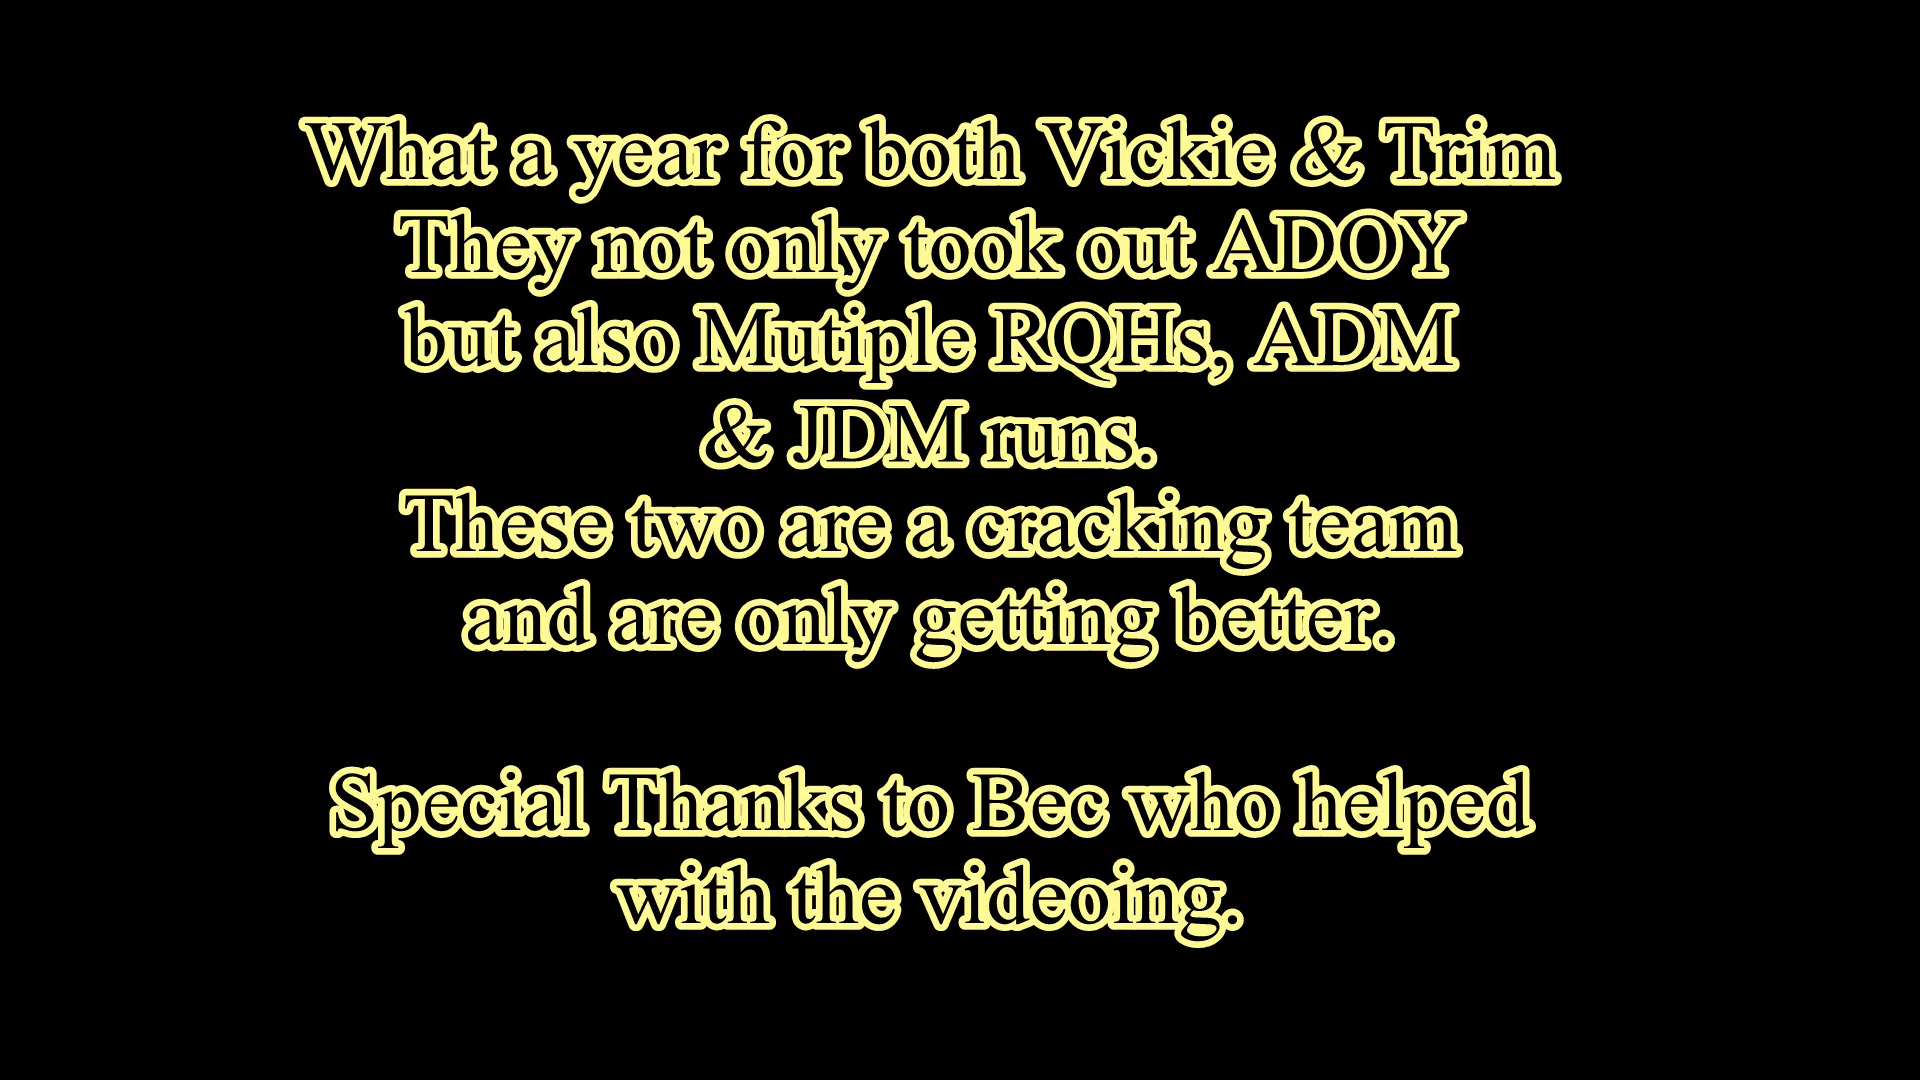 What a year for both Vickie & Trim
They not only took out ADOY
but also Mutiple RQHs, ADM
& JDM runs.
These two are a cracking team
and are only getting better.
Special Thanks to Bec who helped
with the videoing.